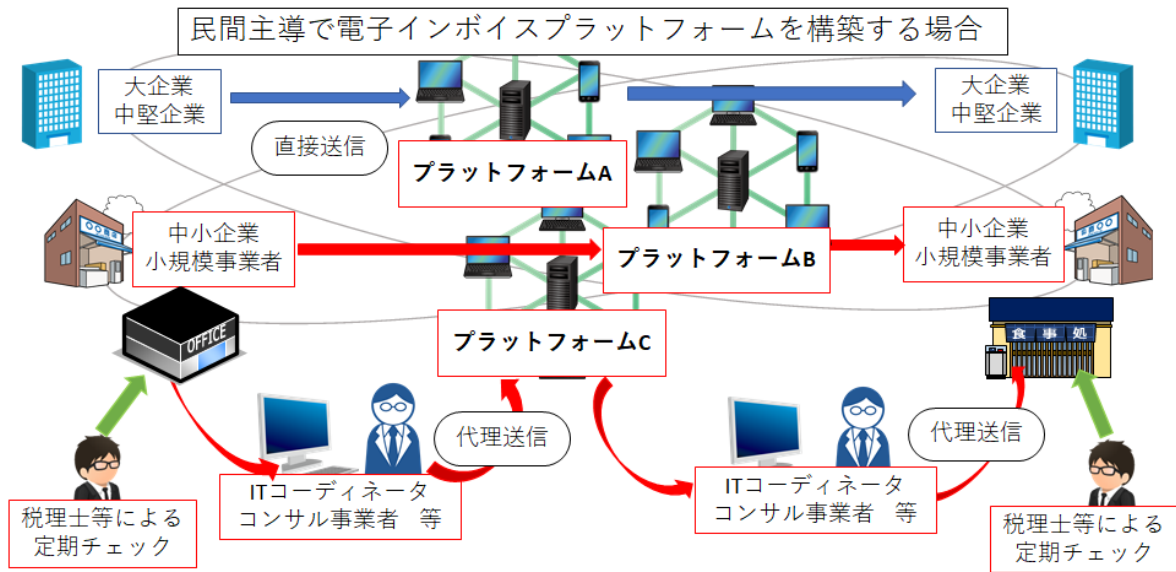 民間主導で電子インボイスプラットフォームを構築する場合
大企業
中堅企業
大企業
中堅企業
直接送信
プラットフォームA
中小企業
小規模事業者
プラットフォームB
中小企業
小規模事業者
OFFICE
プラットフォームC
食事処
代理送信
代理送信
ITコーディネータ
コンサル事業者 等
ITコーディネータ
コンサル事業者 等
税理士等による
定期チェック
税理士等による
定期チェック